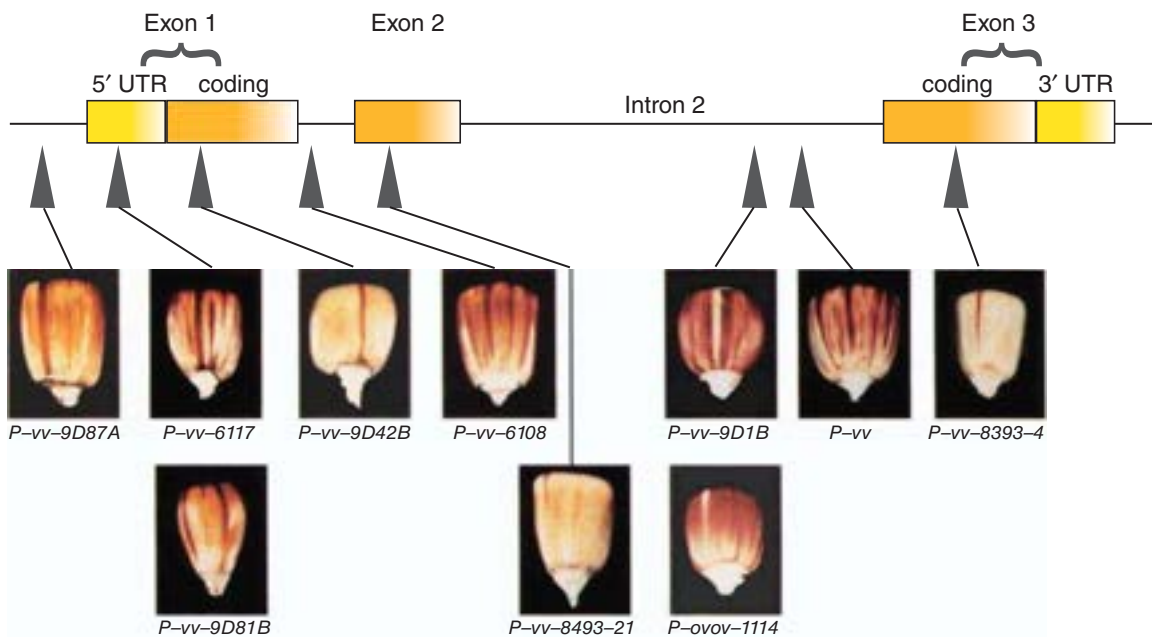 Exon 1 Exon 2 Exon 3
5′ UTR coding coding 3′ UTR
Intron 2
P–vv–9D87A P–vv–6117 P–vv–9D42B P–vv–6108 P–vv–9D1B P–vv P–vv–8393–4
P–vv–9D81B P–vv–8493–21 P–ovov–1114